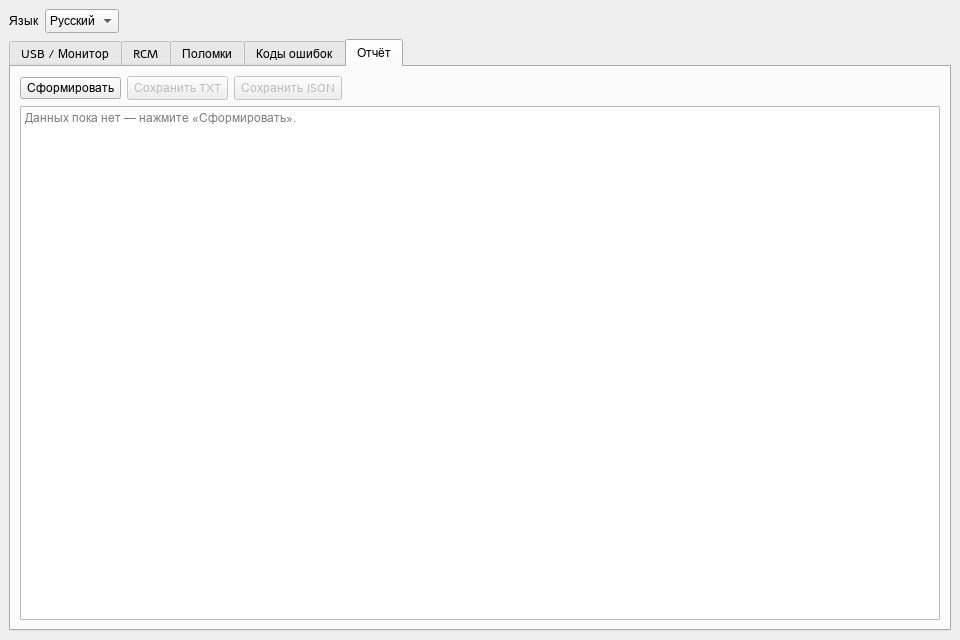 Язык Русский
USB / Монитор RCM Поломки Коды ошибок Отчёт
Сформировать Сохранить TXT Сохранить JSON
Данных пока нет — нажмите «Сформировать».